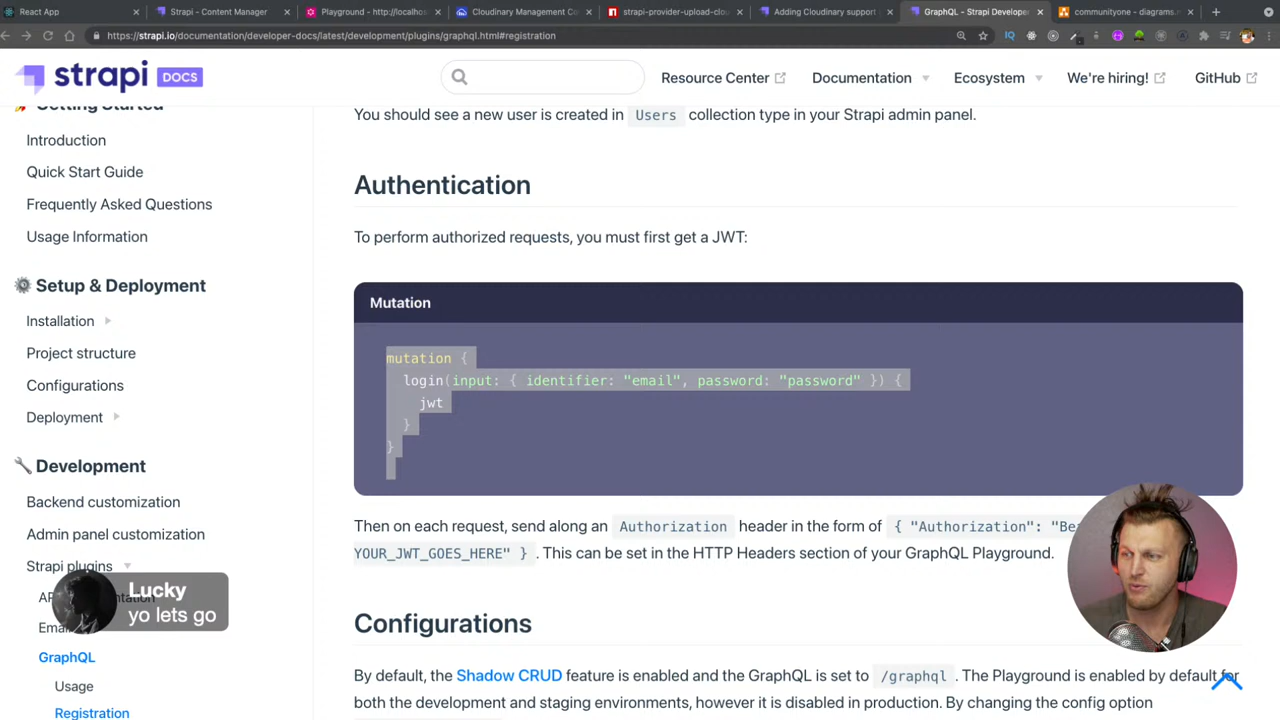 React App
Strapi - Content Manager
Playground - http://localhos
Cloudinary Management Co
strapi-provider-upload-clou
Adding Cloudinary support
GraphQL - Strapi Develope
communityone - diagrams.m
https://strapi.io/documentation/developer-docs/latest/development/plugins/graphql.html#registration
strapi DOCS
Resource Center
Documentation
Ecosystem
We're hiring!
GitHub
Getting Started
Introduction
Quick Start Guide
Frequently Asked Questions
Usage Information
Setup & Deployment
Installation
Project structure
Configurations
Deployment
Development
Backend customization
Admin panel customization
Strapi plugins
Ema
GraphQL
Usage
Registration
Lucky
yo lets go
You should see a new user is created in Users collection type in your Strapi admin panel.
Authentication
To perform authorized requests, you must first get a JWT:
Mutation
mutation {
login(input: { identifier: "email", password: "password" }) {
jwt
}
}
Then on each request, send along an Authorization header in the form of { "Authorization": "Be
YOUR_JWT_GOES_HERE" } . This can be set in the HTTP Headers section of your GraphQL Playground.
Configurations
By default, the Shadow CRUD feature is enabled and the GraphQL is set to /graphql . The Playground is enabled by default for
both the development and staging environments, however it is disabled in production. By changing the config option